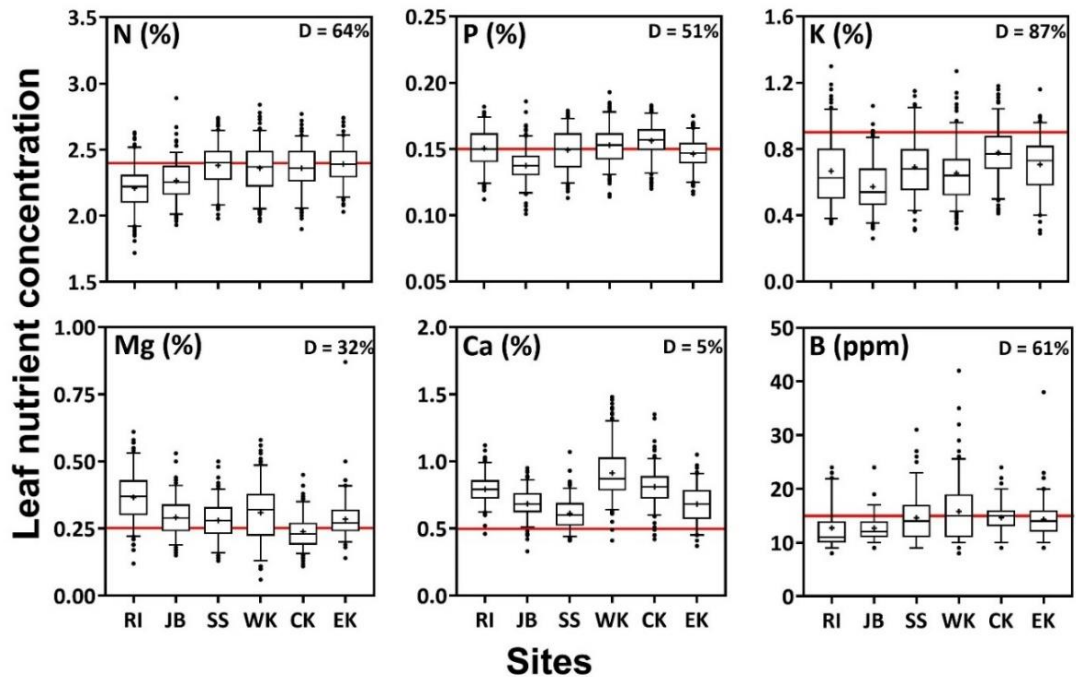 Leaf nutrient concentration
N (%) D = 64%
3.5
3.0
2.5
2.0
1.5
P (%) D = 51%
0.25
0.20
0.15
0.10
0.05
K (%) D = 87%
1.6
1.2
0.8
0.4
0.0
Mg (%) D = 32%
1.00
0.75
0.50
0.25
0.00
RI JB SS WK CK EK
Ca (%) D = 5%
2.0
1.5
1.0
0.5
0.0
RI JB SS WK CK EK
B (ppm) D = 61%
50
40
30
20
10
0
RI JB SS WK CK EK
Sites